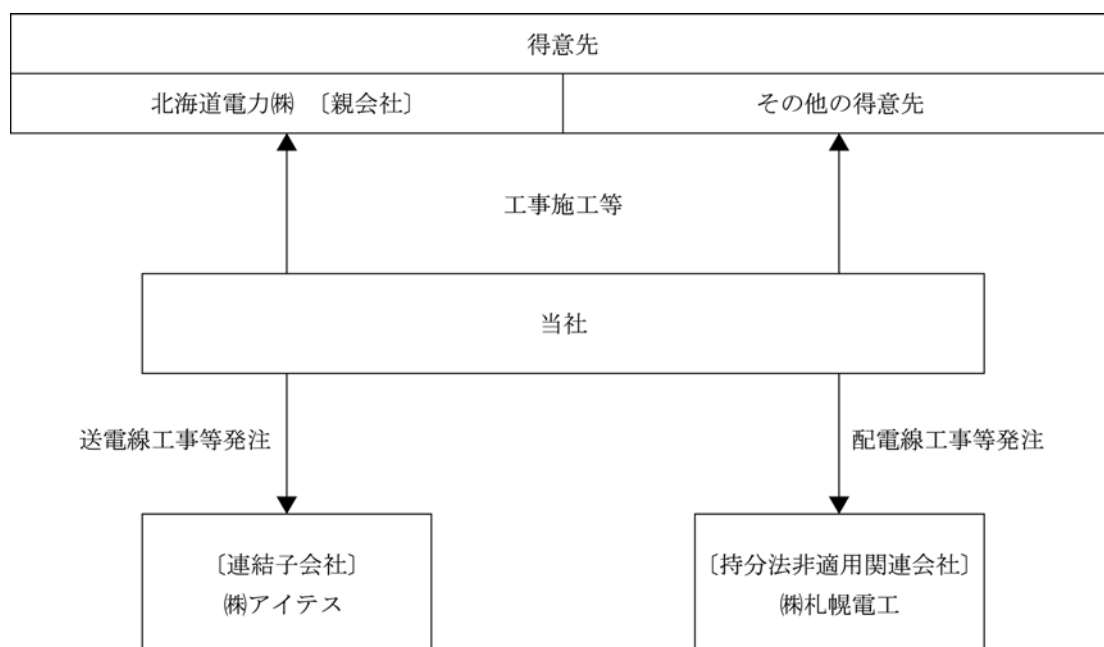 得意先
北海道電力㈱ 〔親会社〕
その他の得意先
工事施工等
当社
送電線工事等発注
配電線工事等発注
〔連結子会社〕
㈱アイテス
〔持分法非適用関連会社〕
㈱札幌電工